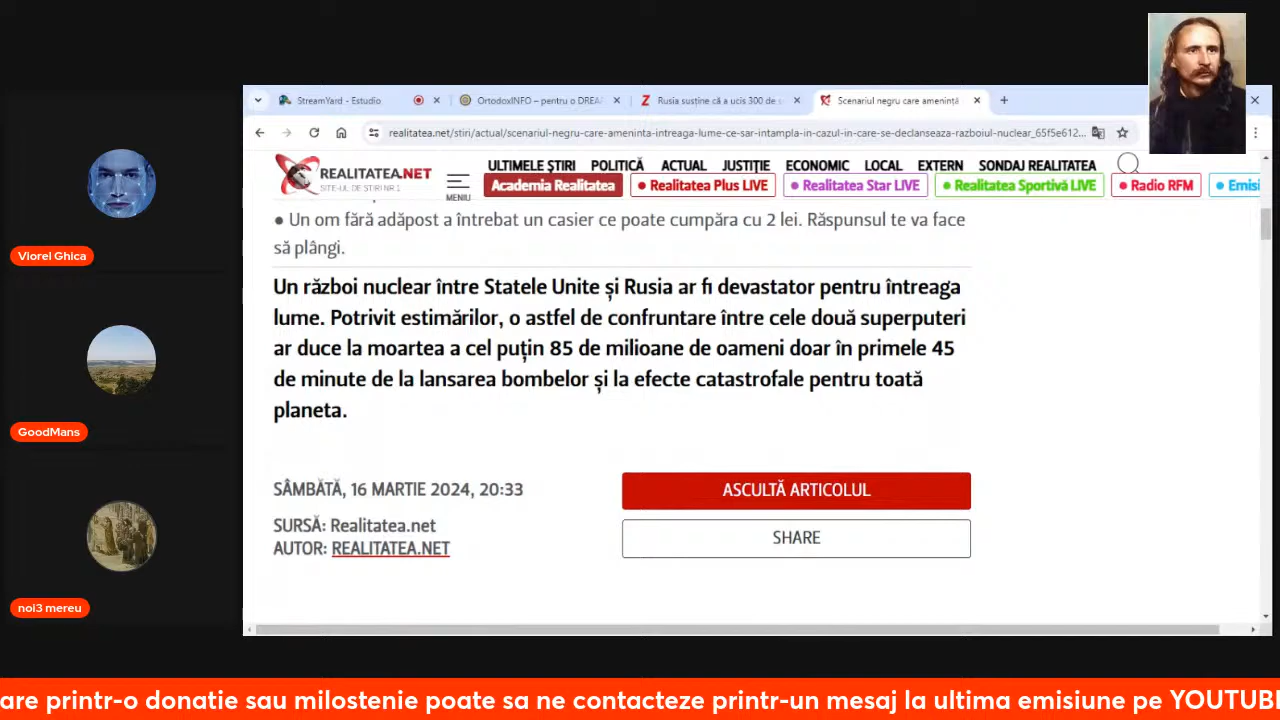 StreamYard - Estudio
OrtodoxINFO – pentru o DREA
Rusia susține că a ucis 300 de s
Scenariul negru care amenință
realitatea.net/stiri/actual/scenariul-negru-care-ameninta-intreaga-lume-ce-sar-intampla-in-cazul-in-care-se-declanseaza-razboiul-nuclear_65f5e612...
REALITATEA.NET
SITE-UL DE ȘTIRI NR 1
MENIU
ULTIMELE ȘTIRI POLITICĂ ACTUAL JUSTIȚIE ECONOMIC LOCAL EXTERN SONDAJ REALITATEA
Academia Realitatea • Realitatea Plus LIVE • Realitatea Star LIVE • Realitatea Sportivă LIVE • Radio RFM • Emisi
● Un om fără adăpost a întrebat un casier ce poate cumpăra cu 2 lei. Răspunsul te va face
să plângi.
Un război nuclear între Statele Unite și Rusia ar fi devastator pentru întreaga
lume. Potrivit estimărilor, o astfel de confruntare între cele două superputeri
ar duce la moartea a cel puțin 85 de milioane de oameni doar în primele 45
de minute de la lansarea bombelor și la efecte catastrofale pentru toată
planeta.
SÂMBĂTĂ, 16 MARTIE 2024, 20:33
SURSĂ: Realitatea.net
AUTOR: REALITATEA.NET
ASCULTĂ ARTICOLUL
SHARE
Viorel Ghica
GoodMans
noi3 mereu
are printr-o donatie sau milostenie poate sa ne contacteze printr-un mesaj la ultima emisiune pe YOUTUB